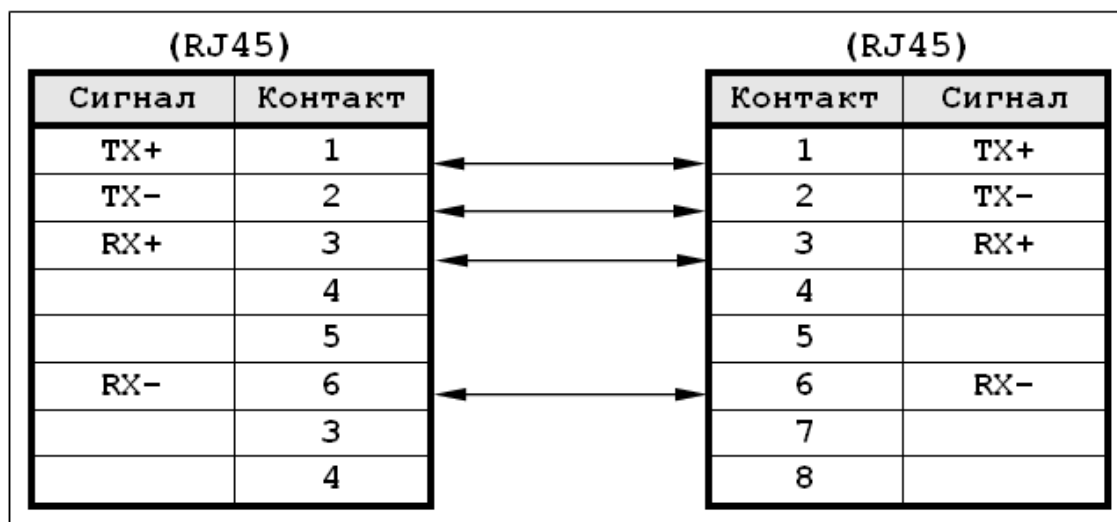 (RJ45) (RJ45)
Сигнал Контакт Контакт Сигнал
TX+ 1 1 TX+
TX- 2 2 TX-
RX+ 3 3 RX+
4 4
5 5
RX- 6 6 RX-
3 7
4 8